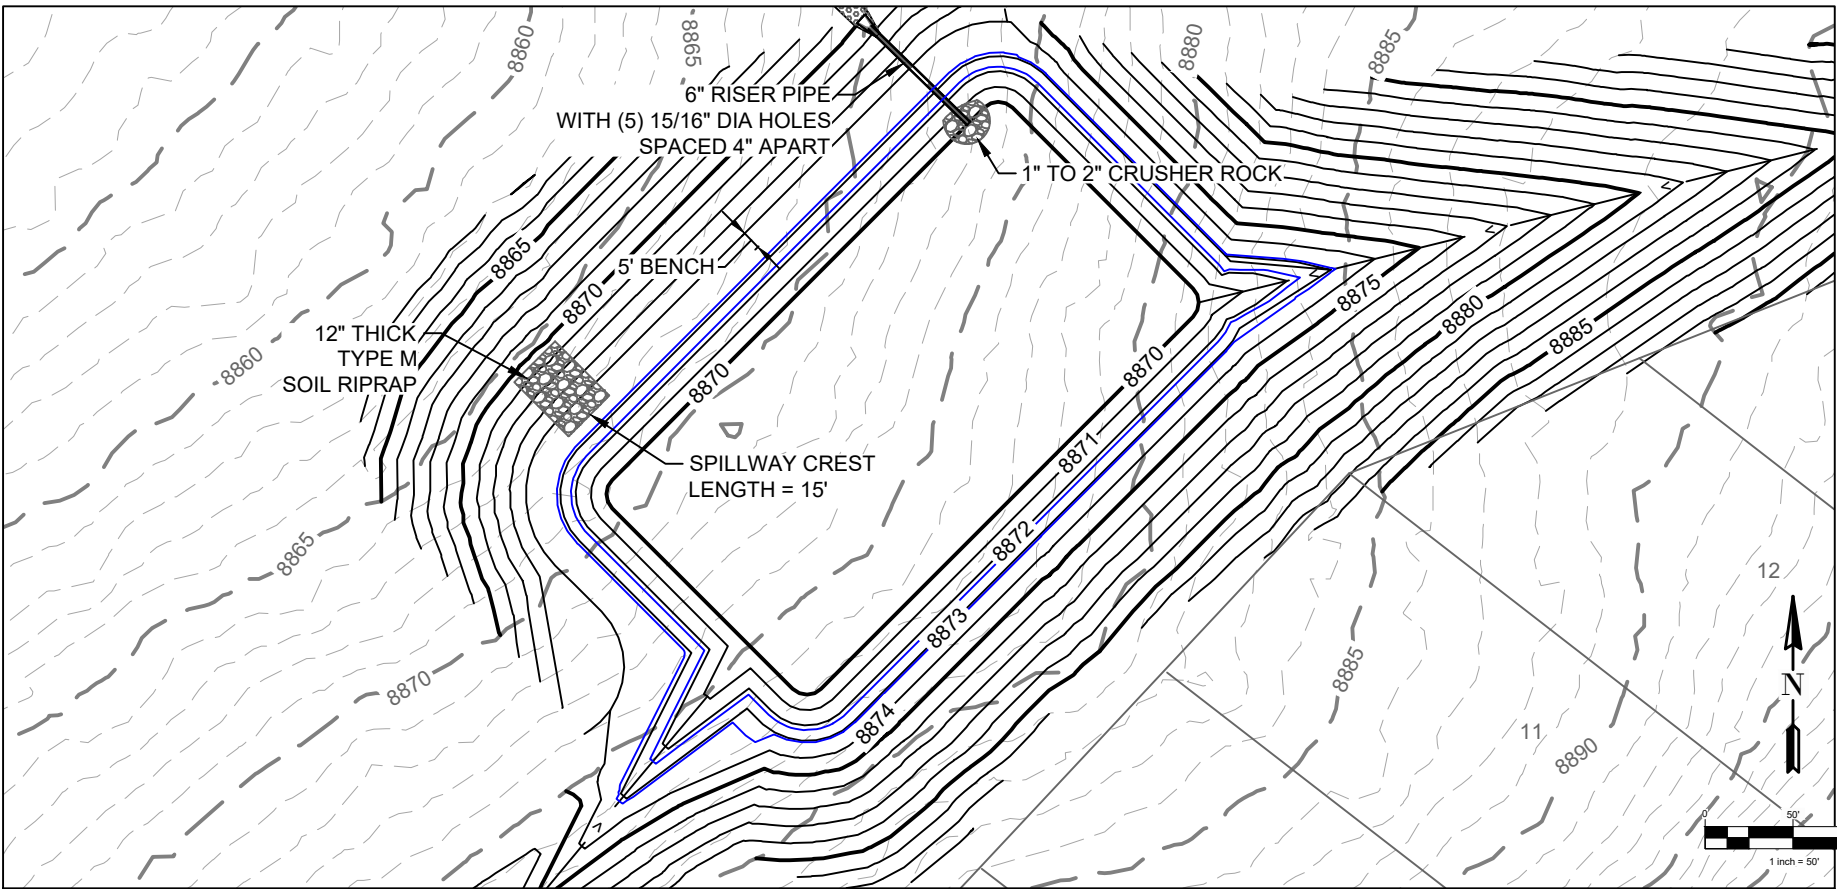 8860
8865
8880
8885
6" RISER PIPE
WITH (5) 15/16" DIA HOLES
SPACED 4" APART
1" TO 2" CRUSHER ROCK
8865
5' BENCH
8870
8875
8880
8885
12" THICK
TYPE M
SOIL RIPRAP
8860
8870
8870
8871
SPILLWAY CREST
LENGTH = 15'
8865
8872
12
8873
8885
8870
N
8874
11
8890
0
50'
1 inch = 50'